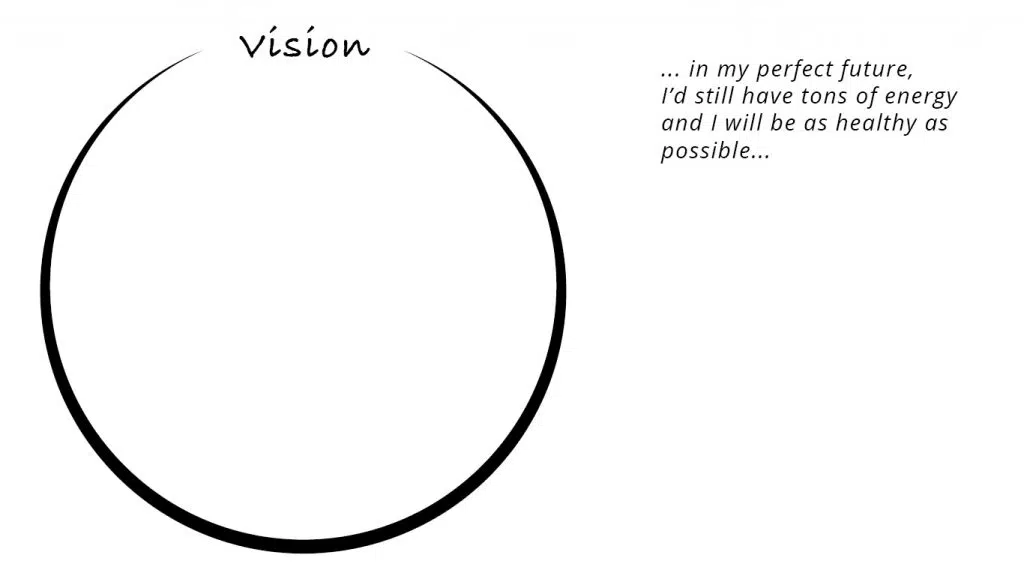 Vision
... in my perfect future,
I’d still have tons of energy
and I will be as healthy as
possible...